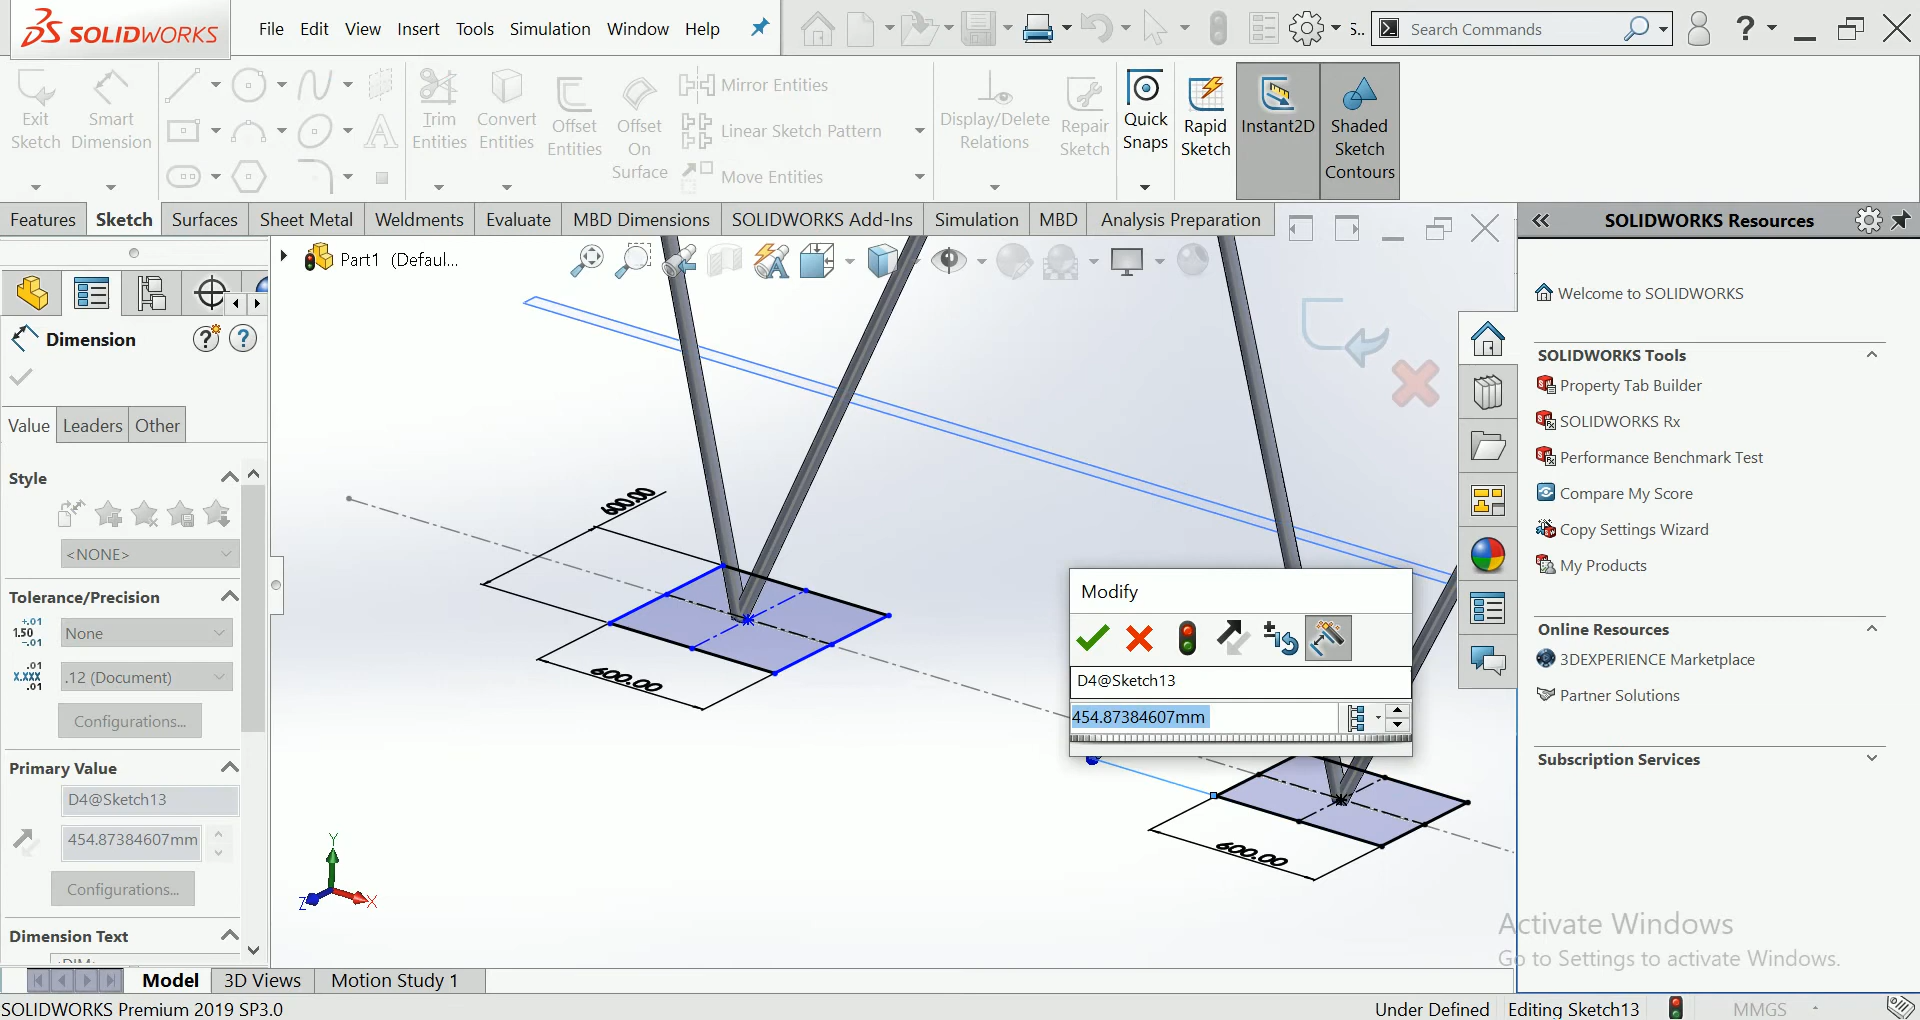 SOLIDWORKS File Edit View Insert Tools Simulation Window Help S.. Search Commands ?
Exit Sketch
Smart Dimension
Trim Entities
Convert Entities
Offset Entities
Offset On Surface
Mirror Entities
Linear Sketch Pattern
Move Entities
Display/Delete Relations
Repair Sketch
Quick Snaps
Rapid Sketch
Instant2D
Shaded Sketch Contours
Features Sketch Surfaces Sheet Metal Weldments Evaluate MBD Dimensions SOLIDWORKS Add-Ins Simulation MBD Analysis Preparation
Part1 (Defaul...
Dimension
Value Leaders Other
Style
<NONE>
Tolerance/Precision
None
.12 (Document)
Configurations...
Primary Value
D4@Sketch13
454.87384607mm
Configurations...
Dimension Text
600.00
600.00
600.00
Y
Z
X
Modify
D4@Sketch13
454.87384607mm
SOLIDWORKS Resources
Welcome to SOLIDWORKS
SOLIDWORKS Tools
Property Tab Builder
SOLIDWORKS Rx
Performance Benchmark Test
Compare My Score
Copy Settings Wizard
My Products
Online Resources
3DEXPERIENCE Marketplace
Partner Solutions
Subscription Services
Activate Windows
Go to Settings to activate Windows.
Model 3D Views Motion Study 1
SOLIDWORKS Premium 2019 SP3.0 Under Defined Editing Sketch13 MMGS